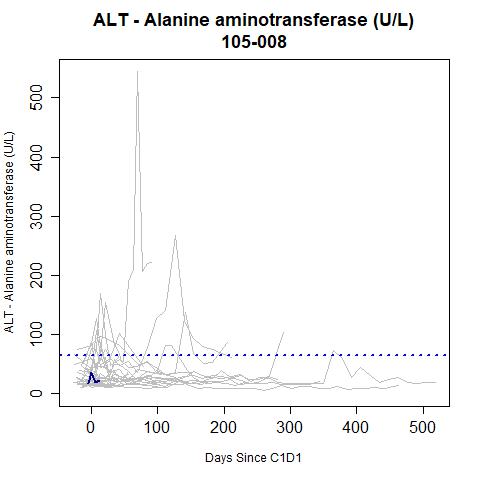 ALT - Alanine aminotransferase (U/L)
105-008
ALT - Alanine aminotransferase (U/L)
500
400
300
200
100
0
0 100 200 300 400 500
Days Since C1D1